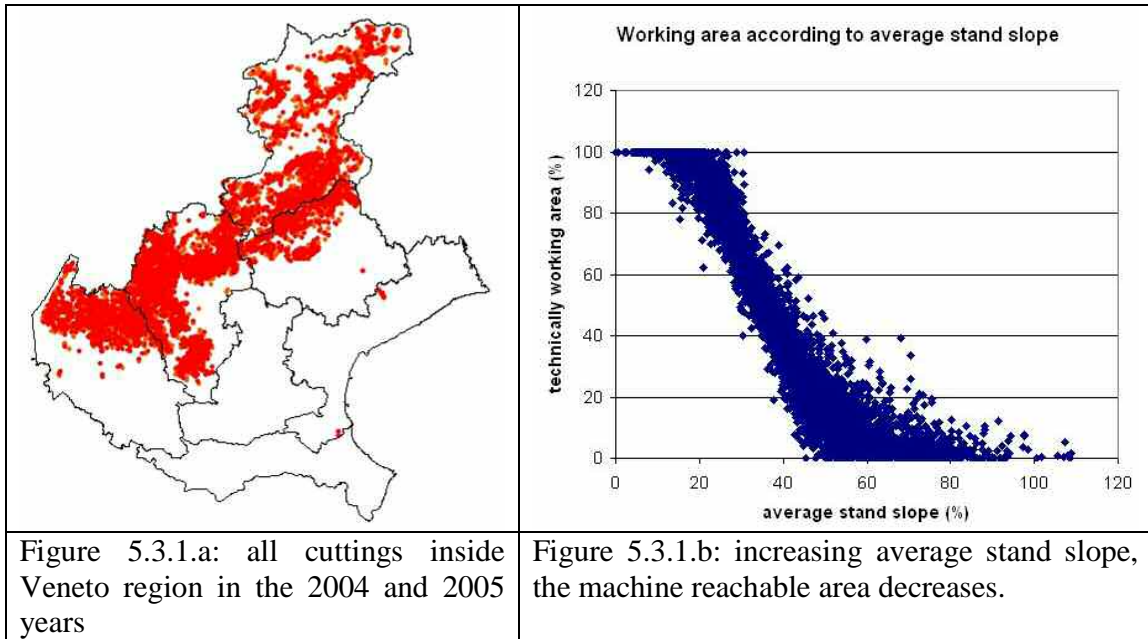 Working area according to average stand slope
120
100
80
60
40
20
0
technically working area (%)
0 20 40 60 80 100 120
average stand slope (%)
Figure 5.3.1.a: all cuttings inside
Veneto region in the 2004 and 2005
years
Figure 5.3.1.b: increasing average stand slope,
the machine reachable area decreases.